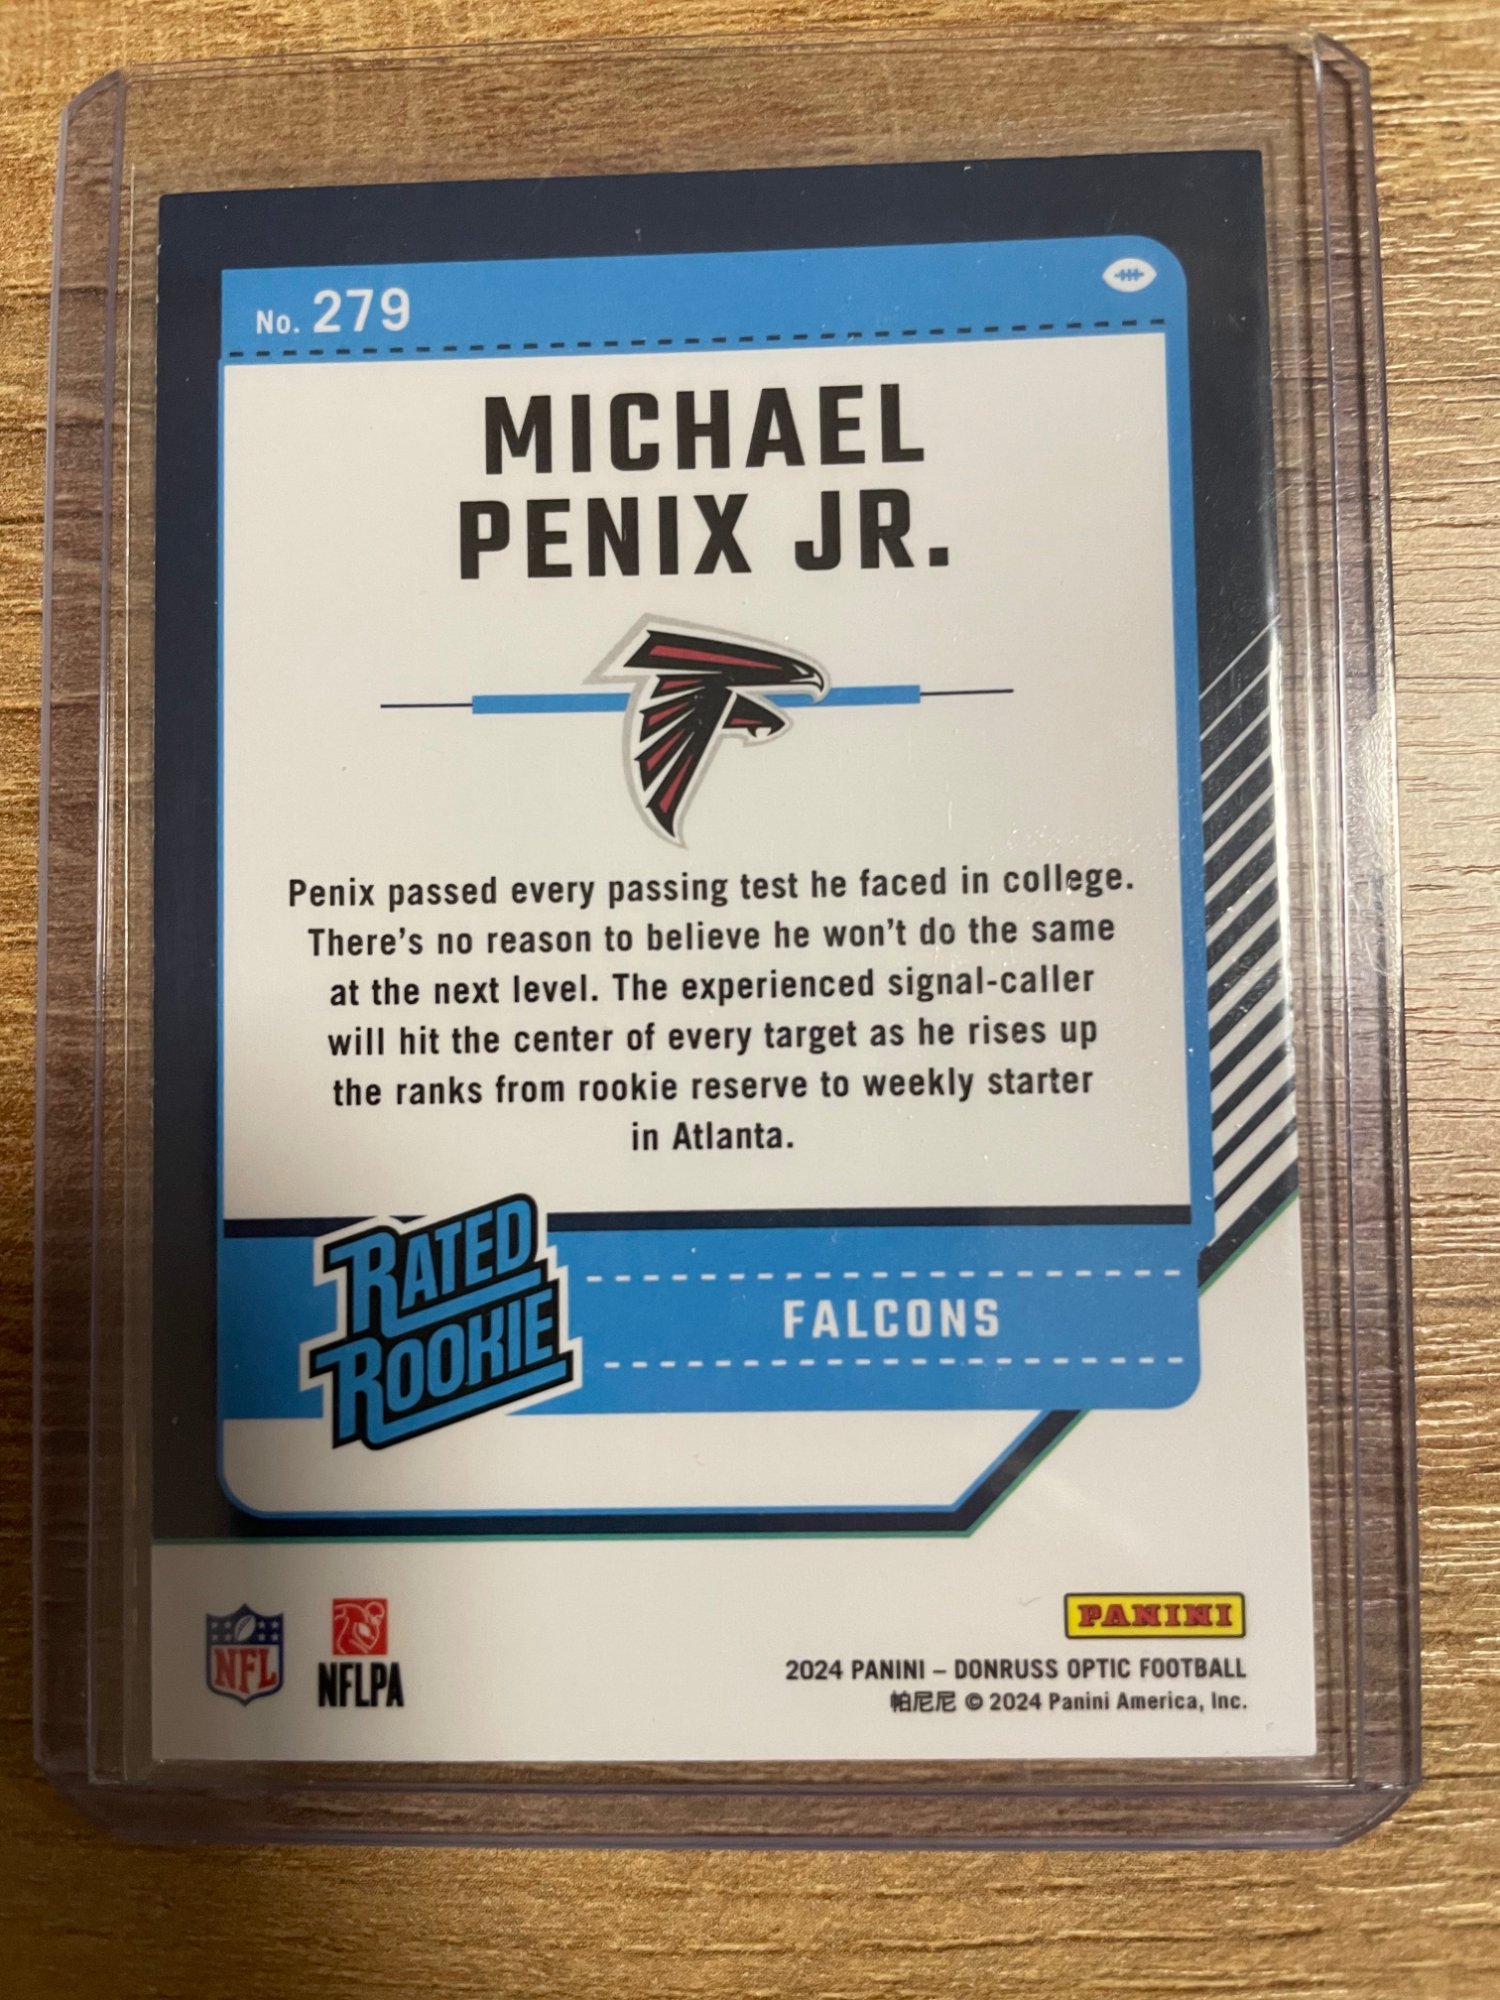 No. 279
MICHAEL
PENIX JR.
Penix passed every passing test he faced in college.
There's no reason to believe he won't do the same
at the next level. The experienced signal-caller
will hit the center of every target as he rises up
the ranks from rookie reserve to weekly starter
in Atlanta.
RATED
ROOKIE
FALCONS
NFL
NFLPA
PANINI
2024 PANINI – DONRUSS OPTIC FOOTBALL
帕尼尼 © 2024 Panini America, Inc.